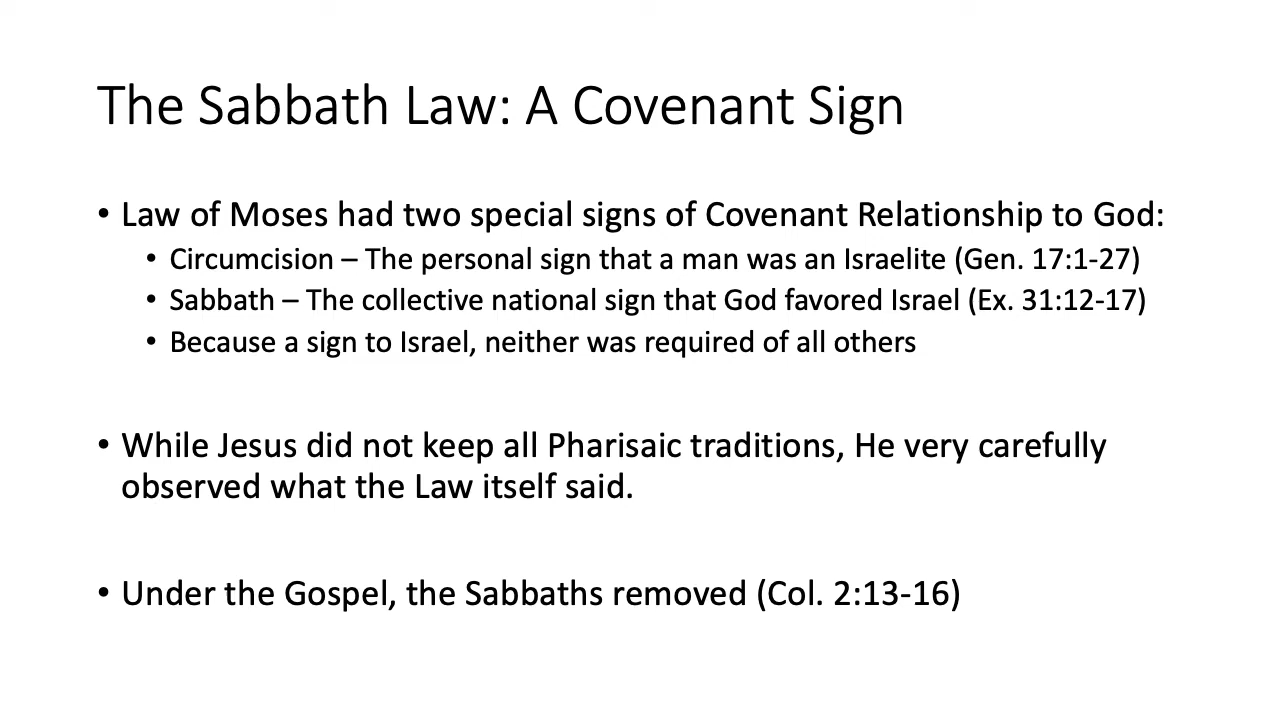 The Sabbath Law: A Covenant Sign
• Law of Moses had two special signs of Covenant Relationship to God:
• Circumcision – The personal sign that a man was an Israelite (Gen. 17:1-27)
• Sabbath – The collective national sign that God favored Israel (Ex. 31:12-17)
• Because a sign to Israel, neither was required of all others
• While Jesus did not keep all Pharisaic traditions, He very carefully
observed what the Law itself said.
• Under the Gospel, the Sabbaths removed (Col. 2:13-16)